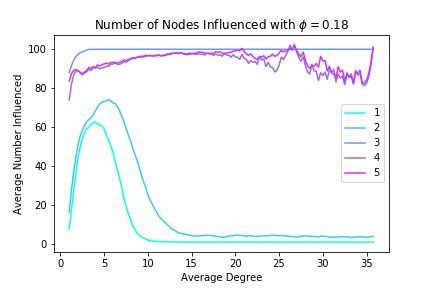 Number of Nodes Influenced with ϕ = 0.18
Average Number Influenced
100
80
60
40
20
0
1
2
3
4
5
0 5 10 15 20 25 30 35
Average Degree